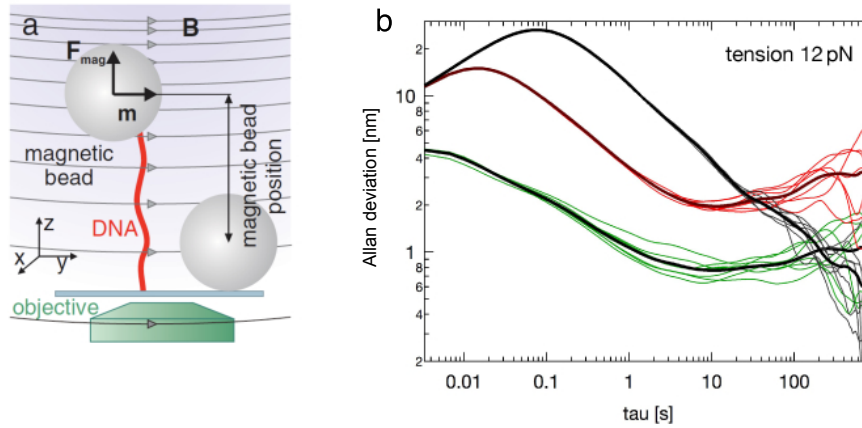 a
B
F mag
m
magnetic
bead
magnetic bead
position
DNA
z
x
y
objective
b
tension 12 pN
Allan deviation [nm]
2
10
8
6
4
2
1
8
6
4
2
0.01
0.1
1
10
100
tau [s]